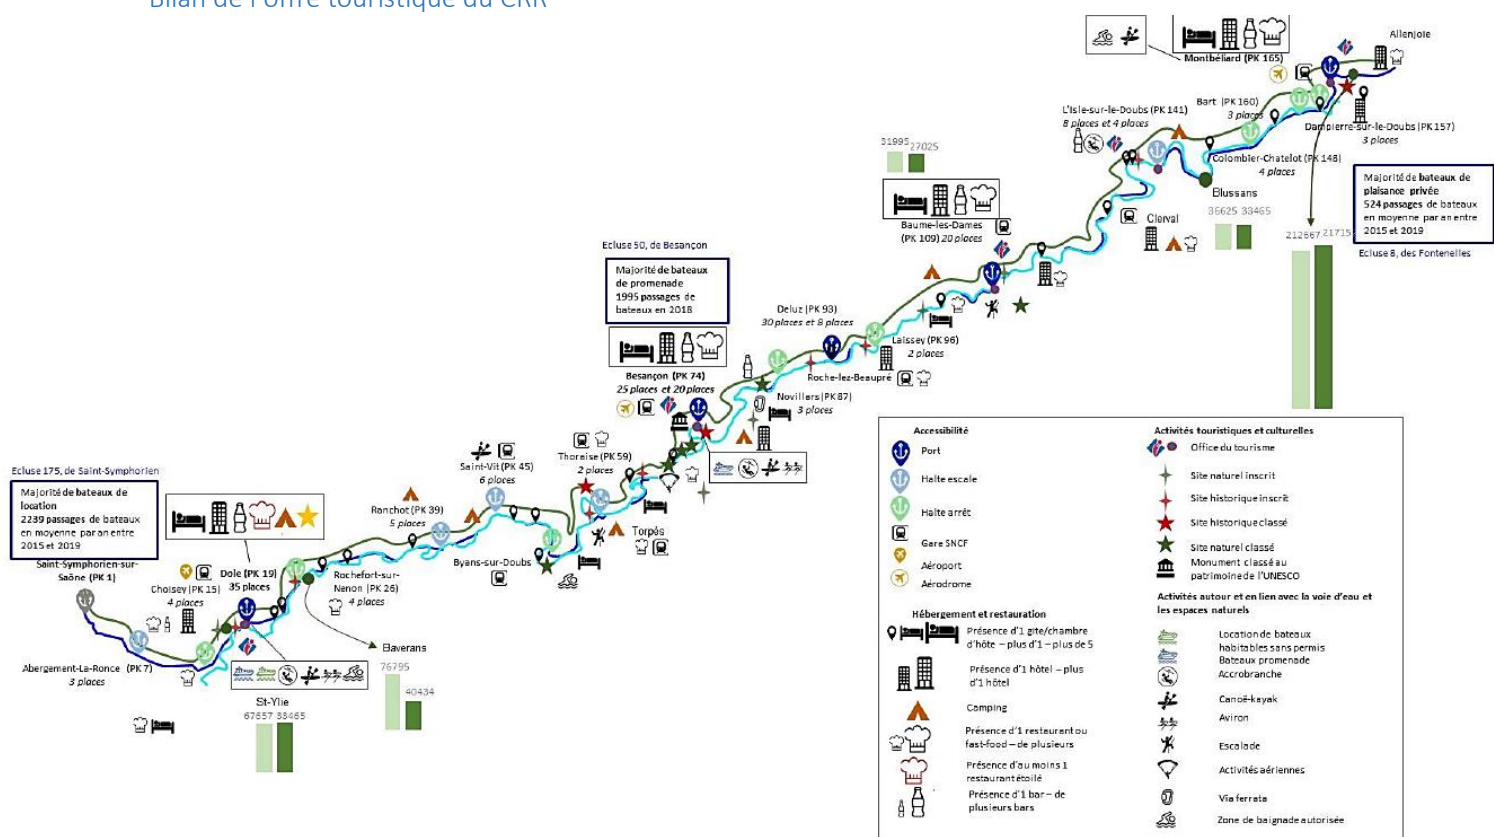 Bilan de l'offre touristique du CRR
Allenjoie
Montbéliard (PK 165)
L'Isle-sur-le-Doubs (PK 141)
8 places et 4 places
Bart (PK 160)
3 places
Dampierre-sur-le-Doubs (PK 157)
3 places
Colombier-Chatelot (PK 148)
4 places
Blussans
36625 33465
Majorité de bateaux de
plaisance privée
524 passages de bateaux
en moyenne par an entre
2015 et 2019
Ecluse 8, des Fontenelles
212667 21715
31995 27025
Baume-les-Dames
(PK 109) 20 places
Clerval
Ecluse 50, de Besançon
Majorité de bateaux
de promenade
1995 passages de
bateaux en 2018
Besançon (PK 74)
25 places et 20 places
Deluz (PK 93)
30 places et 8 places
Laissey (PK 96)
2 places
Roche-lez-Beaupré
Novillars (PK 87)
3 places
Saint-Vit (PK 45)
6 places
Thoraise (PK 59)
2 places
Ecluse 175, de Saint-Symphorien
Majorité de bateaux de
location
2239 passages de bateaux
en moyenne par an entre
2015 et 2019
Saint-Symphorien-sur-
Saône (PK 1)
Ranchot (PK 39)
5 places
Torpes
Byans-sur-Doubs
Choisey (PK 15)
4 places
Dole (PK 19)
35 places
Rochefort-sur-
Nenon (PK 26)
4 places
Abergement-La-Ronce (PK 7)
3 places
Baverans
76795
40434
St-Ylie
67657 38465
Accessibilité
Port
Halte escale
Halte arrêt
Gare SNCF
Aéroport
Aérodrome
Hébergement et restauration
Présence d'1 gite/chambre
d'hôte – plus d'1 – plus de 5
Présence d'1 hôtel – plus
d'1 hôtel
Camping
Présence d'1 restaurant ou
fast-food – de plusieurs
Présence d'au moins 1
restaurant étoilé
Présence d'1 bar – de
plusieurs bars
Activités touristiques et culturelles
Office du tourisme
Site naturel inscrit
Site historique inscrit
Site historique classé
Site naturel classé
Monument classé au
patrimoine de l'UNESCO
Activités autour et en lien avec la voie d'eau et
les espaces naturels
Location de bateaux
habitables sans permis
Bateaux promenade
Accrobranche
Canoë-kayak
Aviron
Escalade
Activités aériennes
Via ferrata
Zone de baignade autorisée